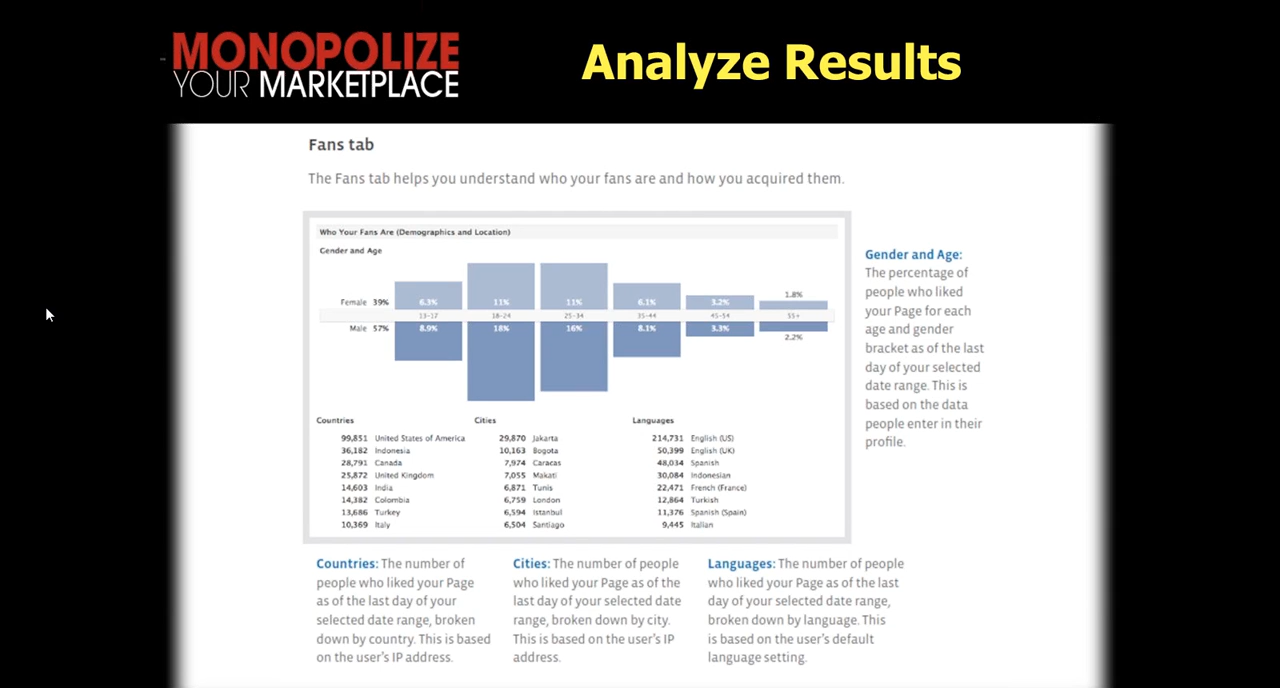 MONOPOLIZE
YOUR MARKETPLACE
Analyze Results
Fans tab
The Fans tab helps you understand who your fans are and how you acquired them.
Who Your Fans Are (Demographics and Location)
Gender and Age
Female 39% 6.3% 11% 11% 6.1% 3.2% 1.8%
13-17 18-24 25-34 35-44 45-54 55+
Male 57% 8.9% 18% 16% 8.1% 3.3% 2.2%
Countries
99,851 United States of America
36,182 Indonesia
28,791 Canada
25,872 United Kingdom
14,603 India
14,382 Colombia
13,686 Turkey
10,369 Italy
Cities
29,870 Jakarta
10,163 Bogota
7,974 Caracas
7,055 Makati
6,871 Tunis
6,759 London
6,594 Istanbul
6,504 Santiago
Languages
214,731 English (US)
50,399 English (UK)
48,034 Spanish
30,084 Indonesian
22,471 French (France)
12,864 Turkish
11,376 Spanish (Spain)
9,445 Italian
Gender and Age:
The percentage of
people who liked
your Page for each
age and gender
bracket as of the last
day of your selected
date range. This is
based on the data
people enter in their
profile.
Countries: The number of
people who liked your Page
as of the last day of your
selected date range, broken
down by country. This is based
on the user's IP address.
Cities: The number of people
who liked your Page as of the
last day of your selected date
range, broken down by city.
This is based on the user's IP
address.
Languages: The number of people
who liked your Page as of the last
day of your selected date range,
broken down by language. This
is based on the user's default
language setting.